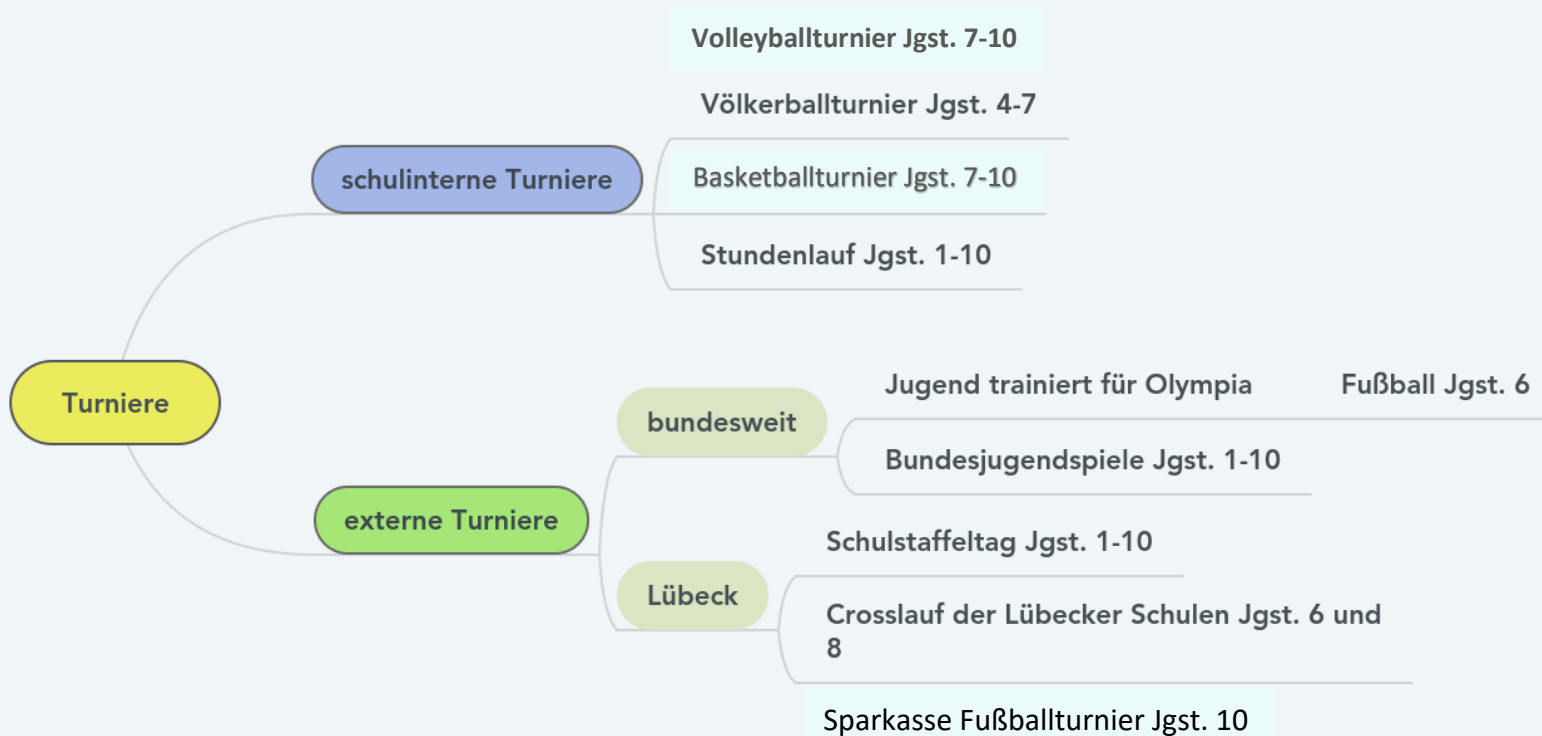 Volleyballturnier Jgst. 7-10
Völkerballturnier Jgst. 4-7
schulinterne Turniere
Basketballturnier Jgst. 7-10
Stundenlauf Jgst. 1-10
Turniere
externe Turniere
bundesweit
Jugend trainiert für Olympia
Fußball Jgst. 6
Bundesjugendspiele Jgst. 1-10
Lübeck
Schulstaffeltag Jgst. 1-10
Crosslauf der Lübecker Schulen Jgst. 6 und
8
Sparkasse Fußballturnier Jgst. 10